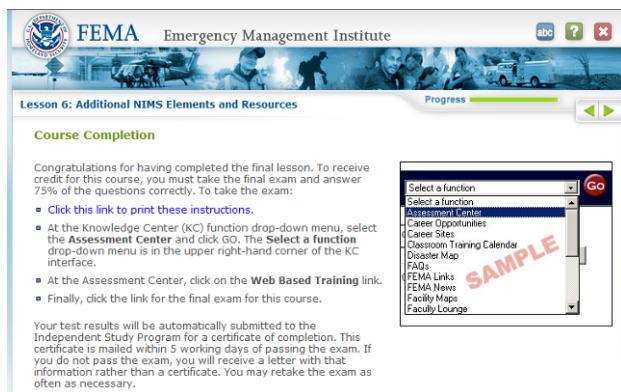 FEMA Emergency Management Institute
abc ?
Lesson 6: Additional NIMS Elements and Resources
Progress
Course Completion
Congratulations for having completed the final lesson. To receive
credit for this course, you must take the final exam and answer
75% of the questions correctly. To take the exam:
Click this link to print these instructions.
At the Knowledge Center (KC) function drop-down menu, select
the Assessment Center and click GO. The Select a function
drop-down menu is in the upper right-hand corner of the KC
interface.
At the Assessment Center, click on the Web Based Training link.
Finally, click the link for the final exam for this course.
Your test results will be automatically submitted to the
Independent Study Program for a certificate of completion. This
certificate is mailed within 5 working days of passing the exam. If
you do not pass the exam, you will receive a letter with that
information rather than a certificate. You may retake the exam as
often as necessary.
Select a function
Go
Select a function
Assessment Center
Career Opportunities
Career Sites
Classroom Training Calendar
Disaster Map
FAQs
FEMA Links
FEMA News
Facility Maps
Faculty Lounge
SAMPLE